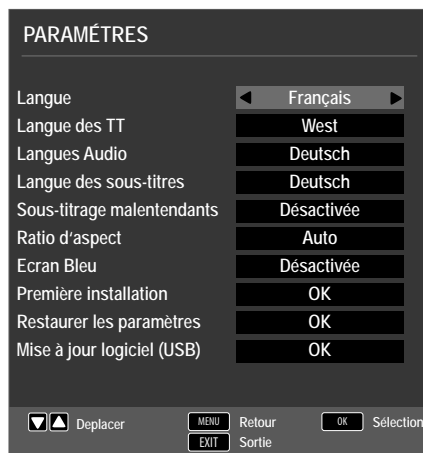 PARAMÉTRES
Langue Français
Langue des TT West
Langues Audio Deutsch
Langue des sous-titres Deutsch
Sous-titrage malentendants Désactivée
Ratio d'aspect Auto
Ecran Bleu Désactivée
Première installation OK
Restaurer les paramètres OK
Mise à jour logiciel (USB) OK
Deplacer MENU Retour OK Sélection
EXIT Sortie